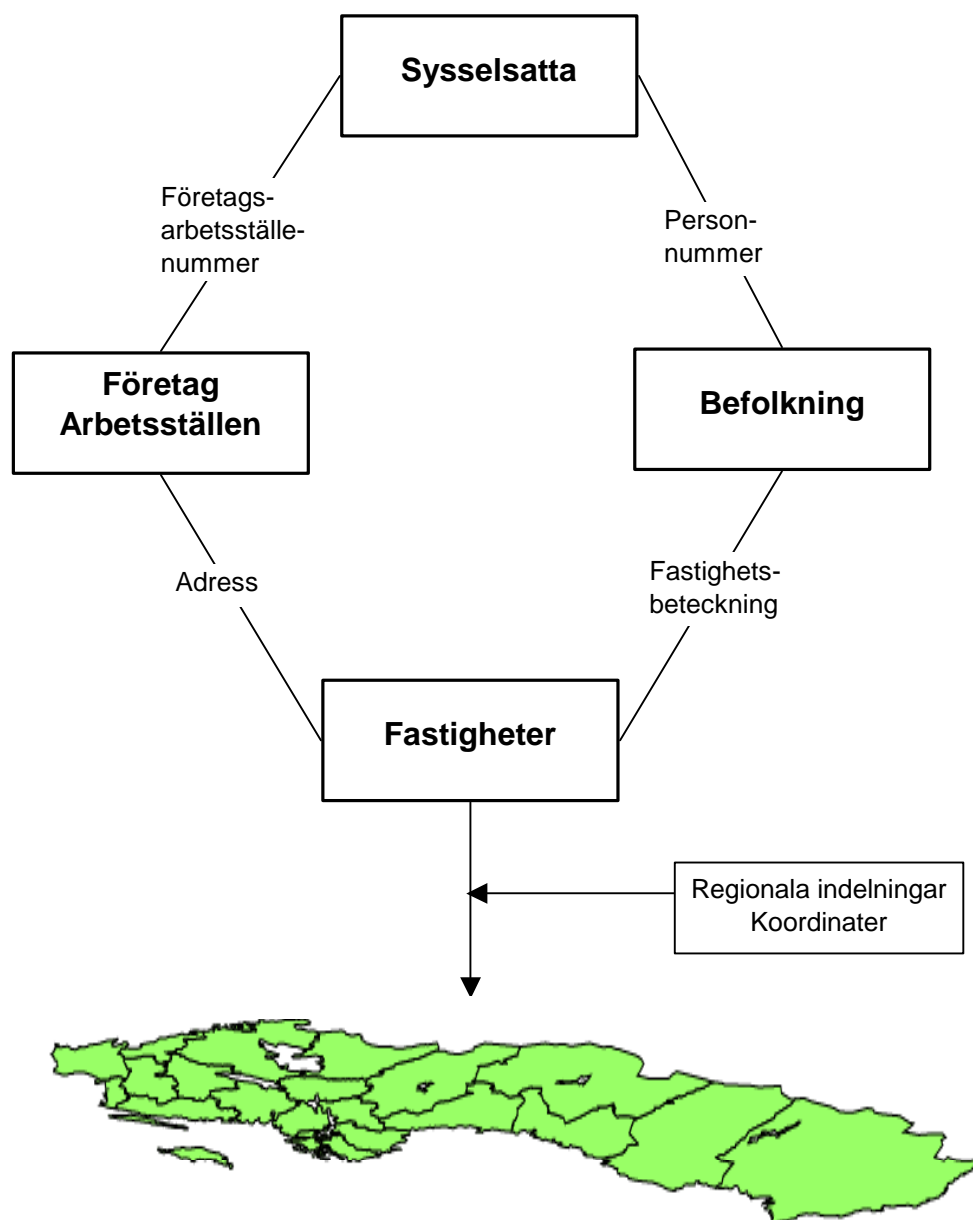 Sysselsatta
Företags-
arbetsställe-
nummer
Person-
nummer
Företag
Arbetsställen
Befolkning
Adress
Fastighets-
beteckning
Fastigheter
Regionala indelningar
Koordinater